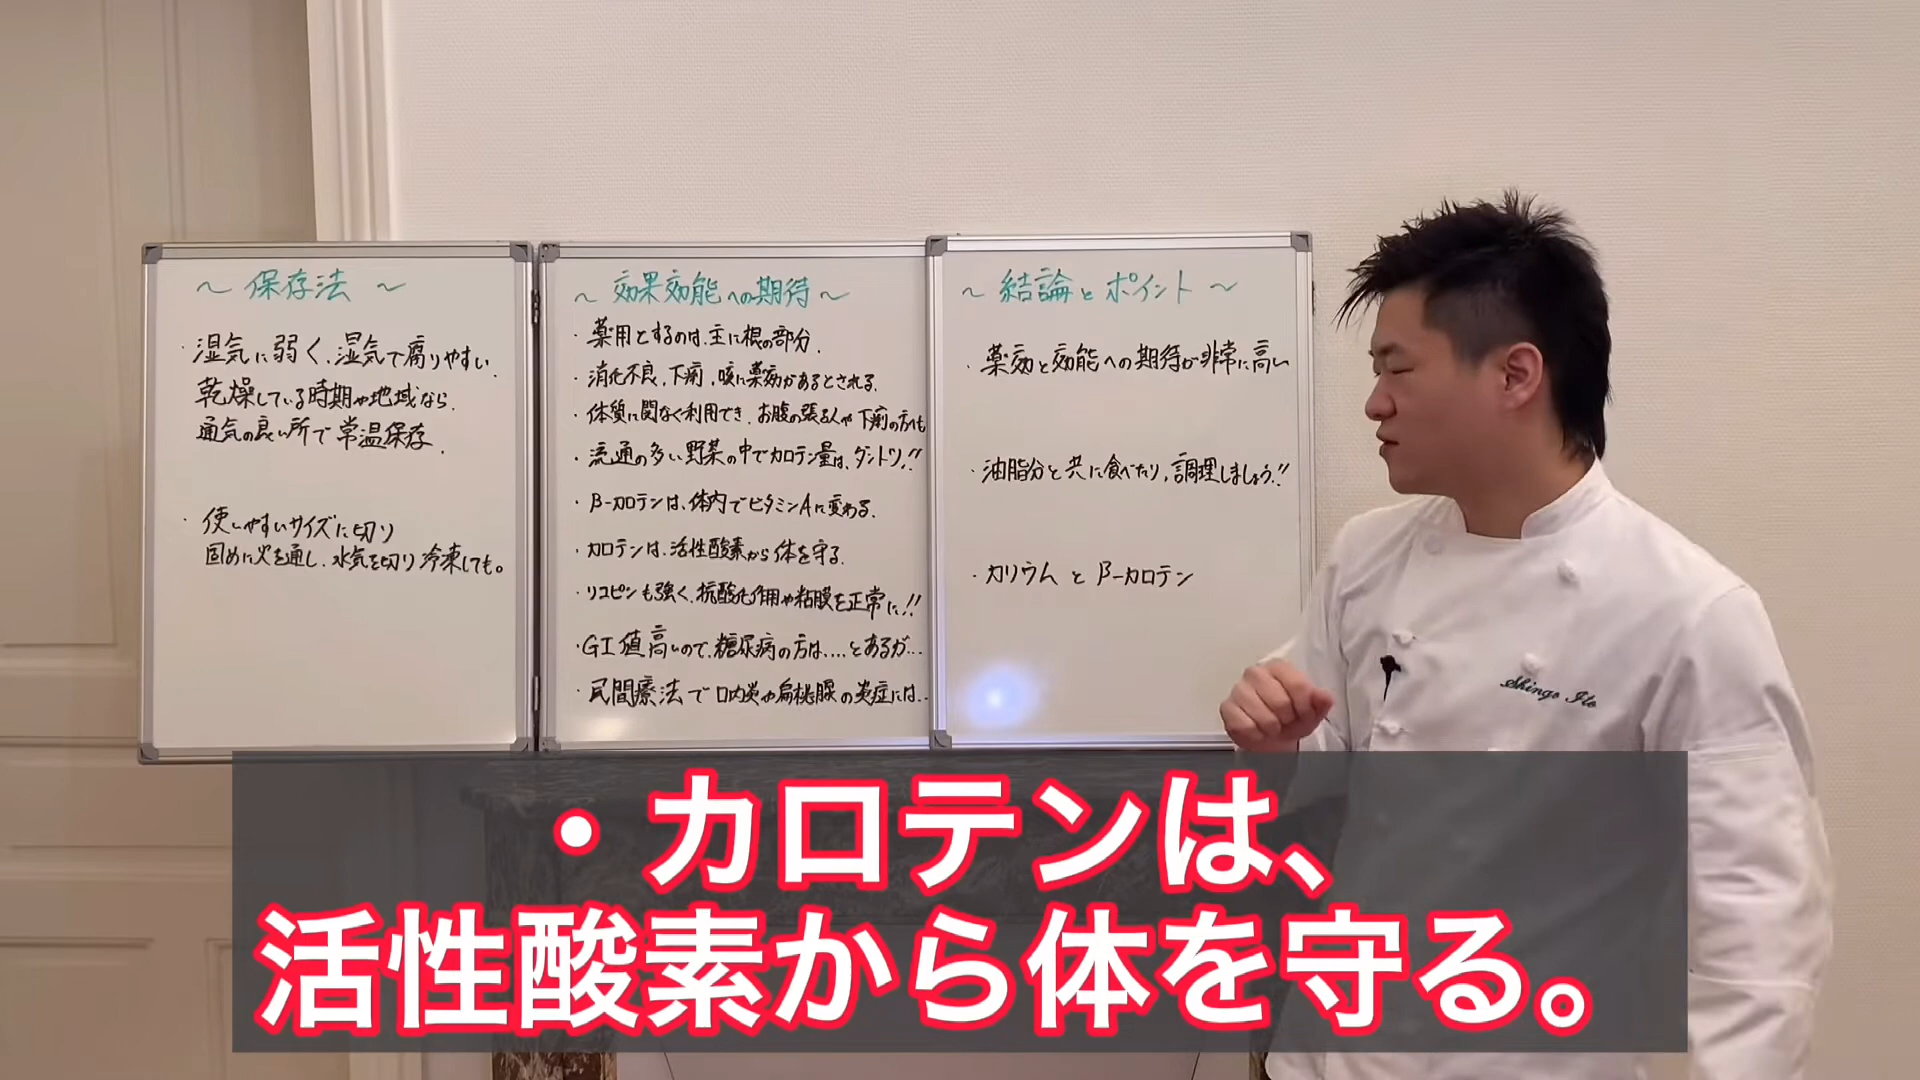 ～ 保存法 ～
・湿気に弱く、湿気で腐りやすい。
乾燥している時期や地域なら、
通気の良い所で常温保存。
・使いやすいサイズに切り
固めに火を通し、水気を切り冷凍しても。
～ 効果効能への期待 ～
・薬用とするのは、主に根の部分。
・消化不良、下痢、咳に薬効があるとされる。
・体質に関なく利用でき、お腹の張る人や下痢の方へも
・流通の多い野菜の中でカロテン量は、ダントツ!!
・β-カロテンは、体内でビタミンAに変わる。
・カロテンは、活性酸素から体を守る。
・リコピンも強く、抗酸化作用や粘膜を正常に!!
・GI値高いので、糖尿病の方は....とあるが...
・民間療法で口内炎や扁桃腺の炎症には..
～ 結論とポイント ～
・薬効と効能への期待が非常に高い
・油脂分と共に食べたり、調理しましょう!!
・カリウムとβ-カロテン
Shingo Ito
・カロテンは、
活性酸素から体を守る。